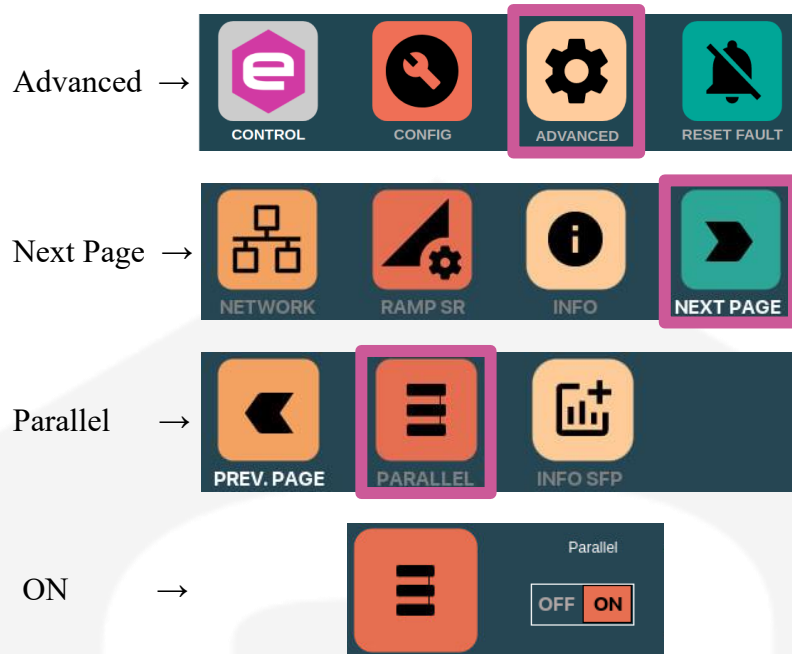 Advanced →
CONTROL CONFIG ADVANCED RESET FAULT
Next Page →
NETWORK RAMP SR INFO NEXT PAGE
Parallel →
PREV. PAGE PARALLEL INFO SFP
Parallel
ON → OFF ON